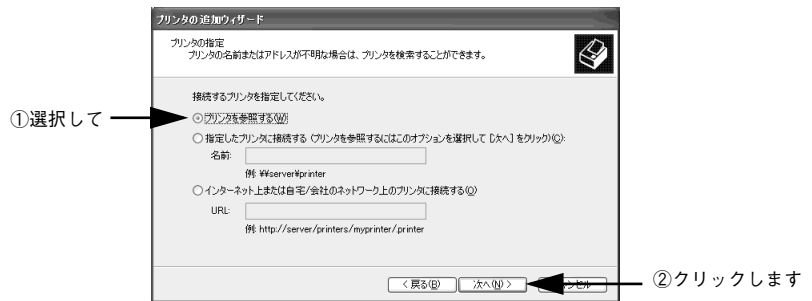 プリンタの追加ウィザード
プリンタの指定
プリンタの名前またはアドレスが不明な場合は、プリンタを検索することができます。
接続するプリンタを指定してください。
①選択して
プリンタを参照する(W)
指定したプリンタに接続する (プリンタを参照するにはこのオプションを選択して [次へ] をクリック)(C):
名前:
例: ¥¥server¥printer
インターネット上または自宅/会社のネットワーク上のプリンタに接続する(O)
URL:
例: http://server/printers/myprinter/.printer
< 戻る(B)
次へ(N) >
②クリックします